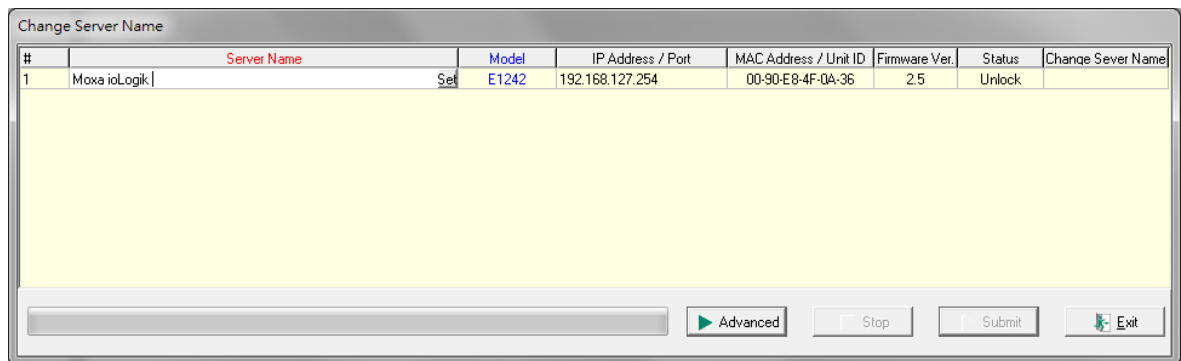 Change Server Name
# Server Name Model IP Address / Port MAC Address / Unit ID Firmware Ver. Status Change Sever Name
1 Moxa ioLogik Set E1242 192.168.127.254 00-90-E8-4F-0A-36 2.5 Unlock
Advanced Stop Submit Exit